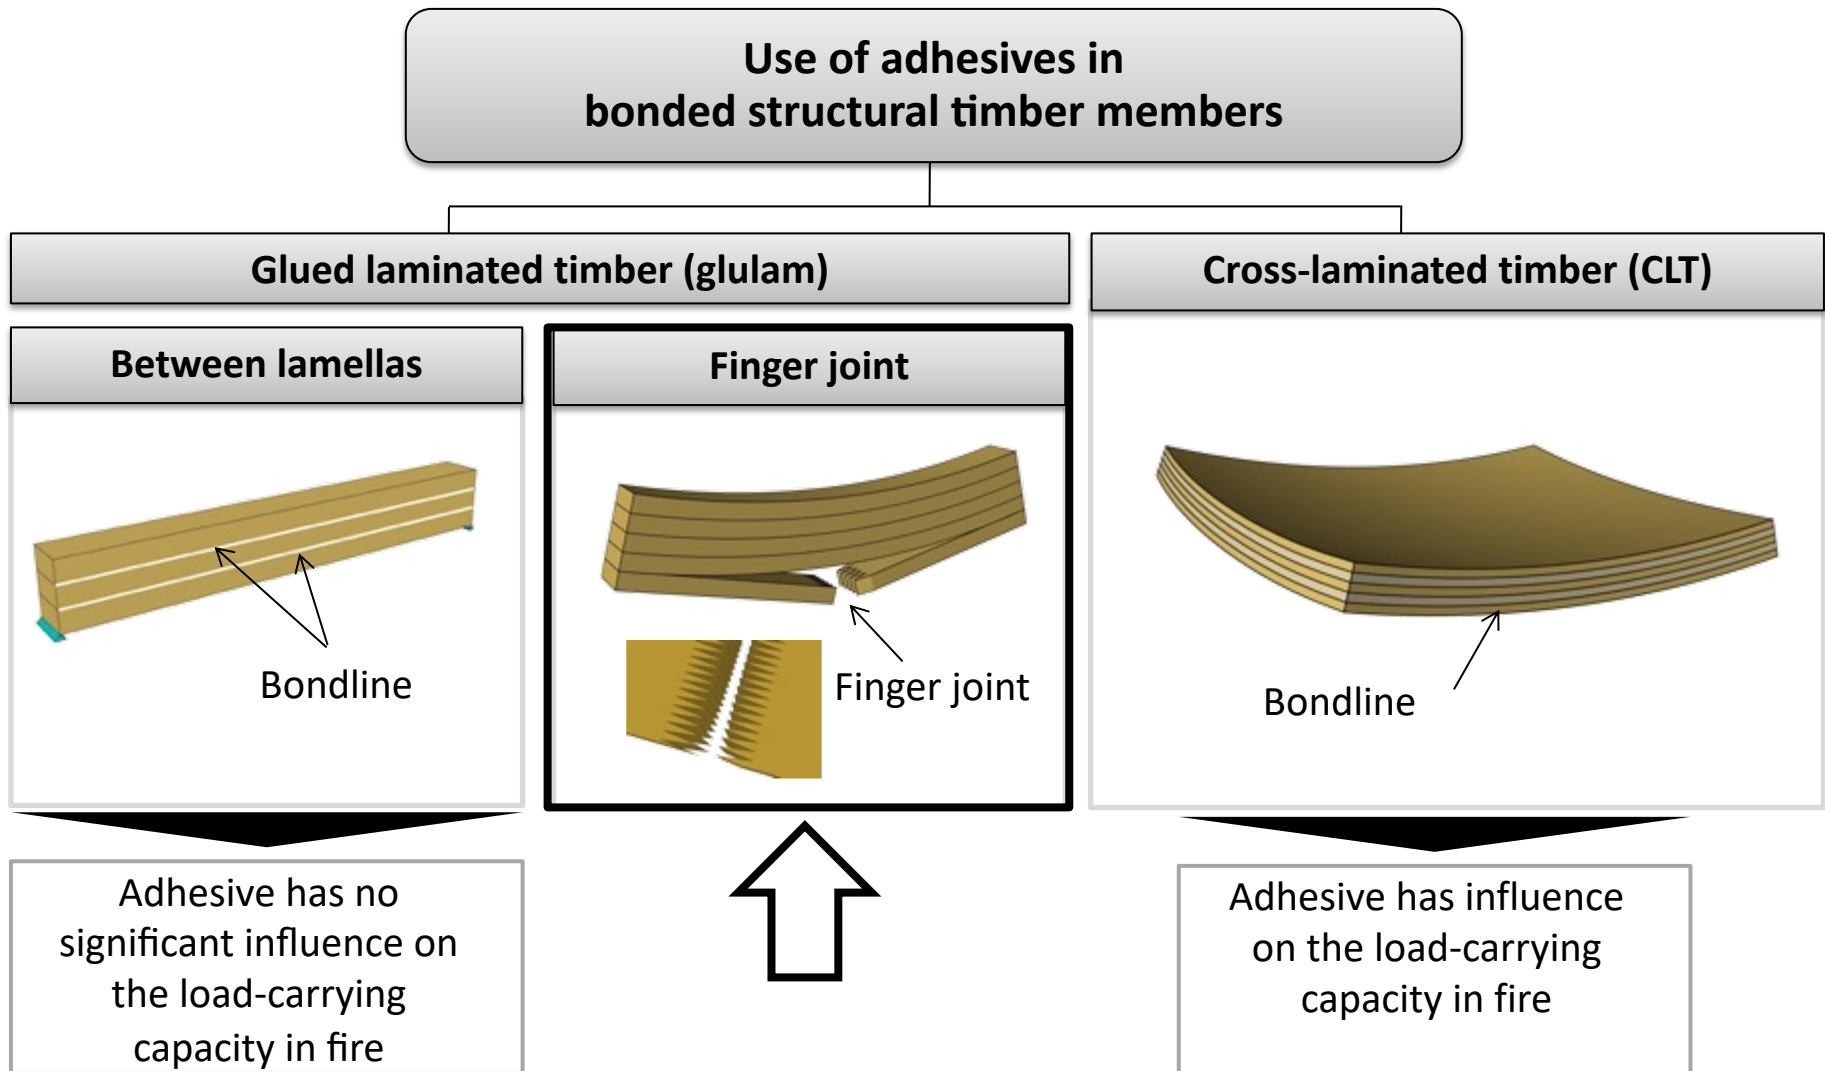 Use of adhesives in
bonded structural timber members
Glued laminated timber (glulam)
Cross-laminated timber (CLT)
Between lamellas
Finger joint
Bondline
Finger joint
Bondline
Adhesive has no
significant influence on
the load-carrying
capacity in fire
Adhesive has influence
on the load-carrying
capacity in fire